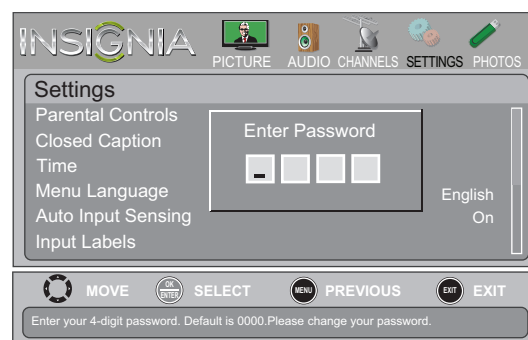 INSIGNIA
PICTURE AUDIO CHANNELS SETTINGS PHOTOS
Settings
Parental Controls
Closed Caption
Time
Menu Language English
Auto Input Sensing On
Input Labels
Enter Password
MOVE OK ENTER SELECT MENU PREVIOUS EXIT EXIT
Enter your 4-digit password. Default is 0000.Please change your password.